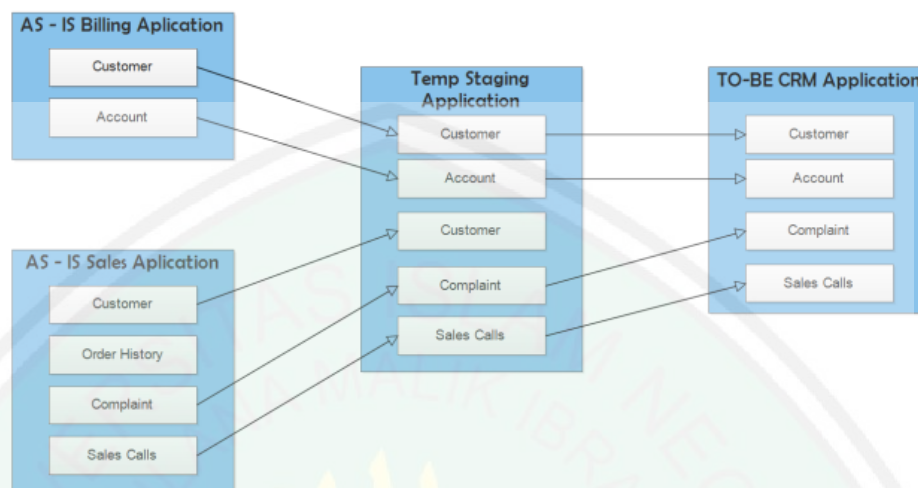 AS - IS Billing Aplication
Customer
Account
AS - IS Sales Aplication
Customer
Order History
Complaint
Sales Calls
Temp Staging
Application
Customer
Account
Customer
Complaint
Sales Calls
TO-BE CRM Application
Customer
Account
Complaint
Sales Calls